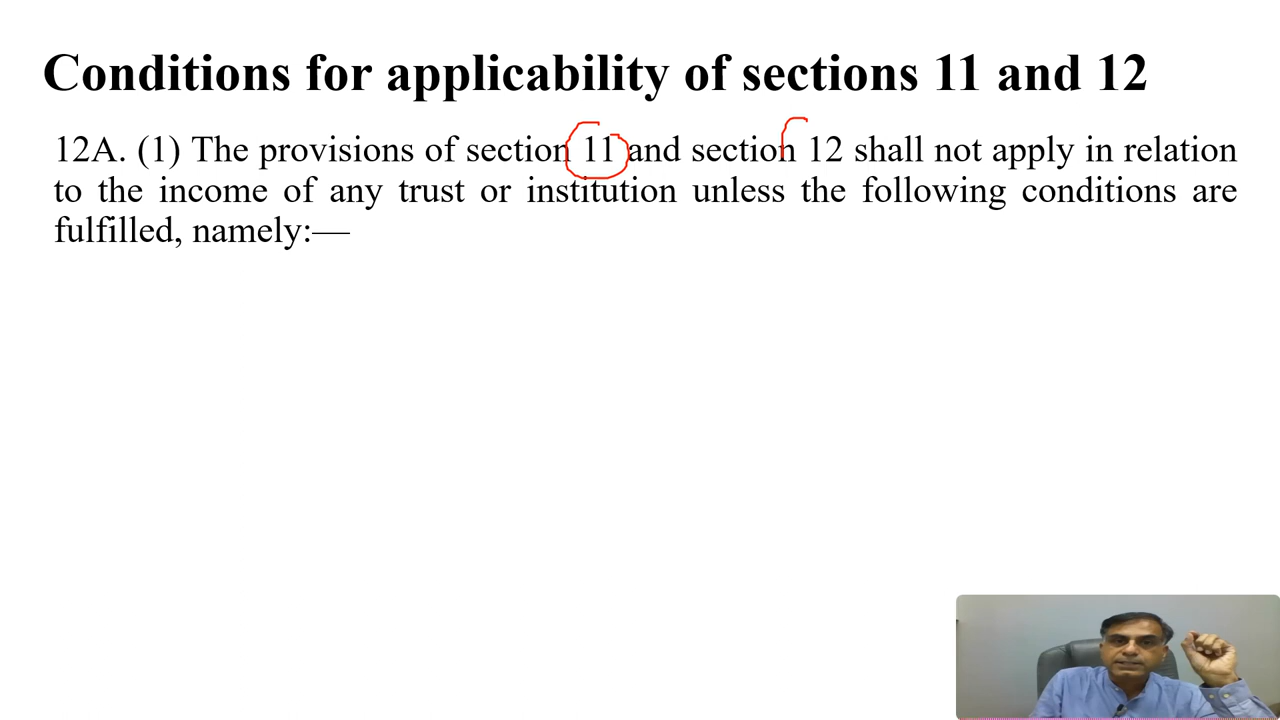 Conditions for applicability of sections 11 and 12
12A. (1) The provisions of section 11 and section 12 shall not apply in relation
to the income of any trust or institution unless the following conditions are
fulfilled, namely:—